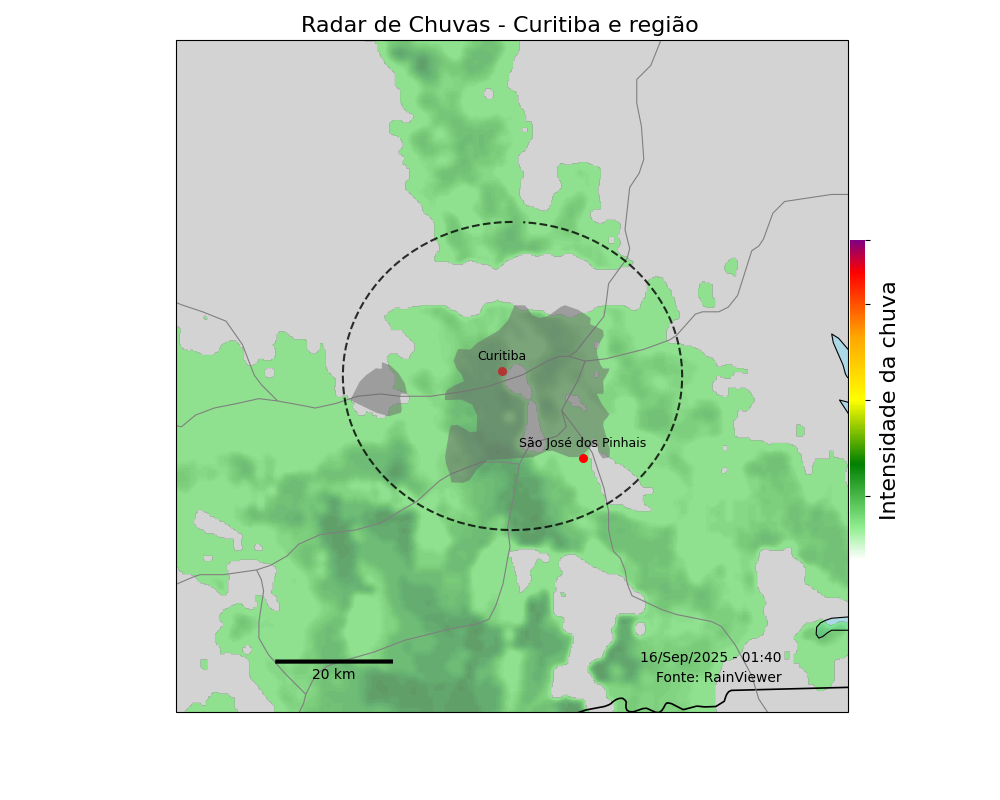 Radar de Chuvas - Curitiba e região
Curitiba
São José dos Pinhais
Intensidade da chuva
16/Sep/2025 - 01:40
Fonte: RainViewer
20 km